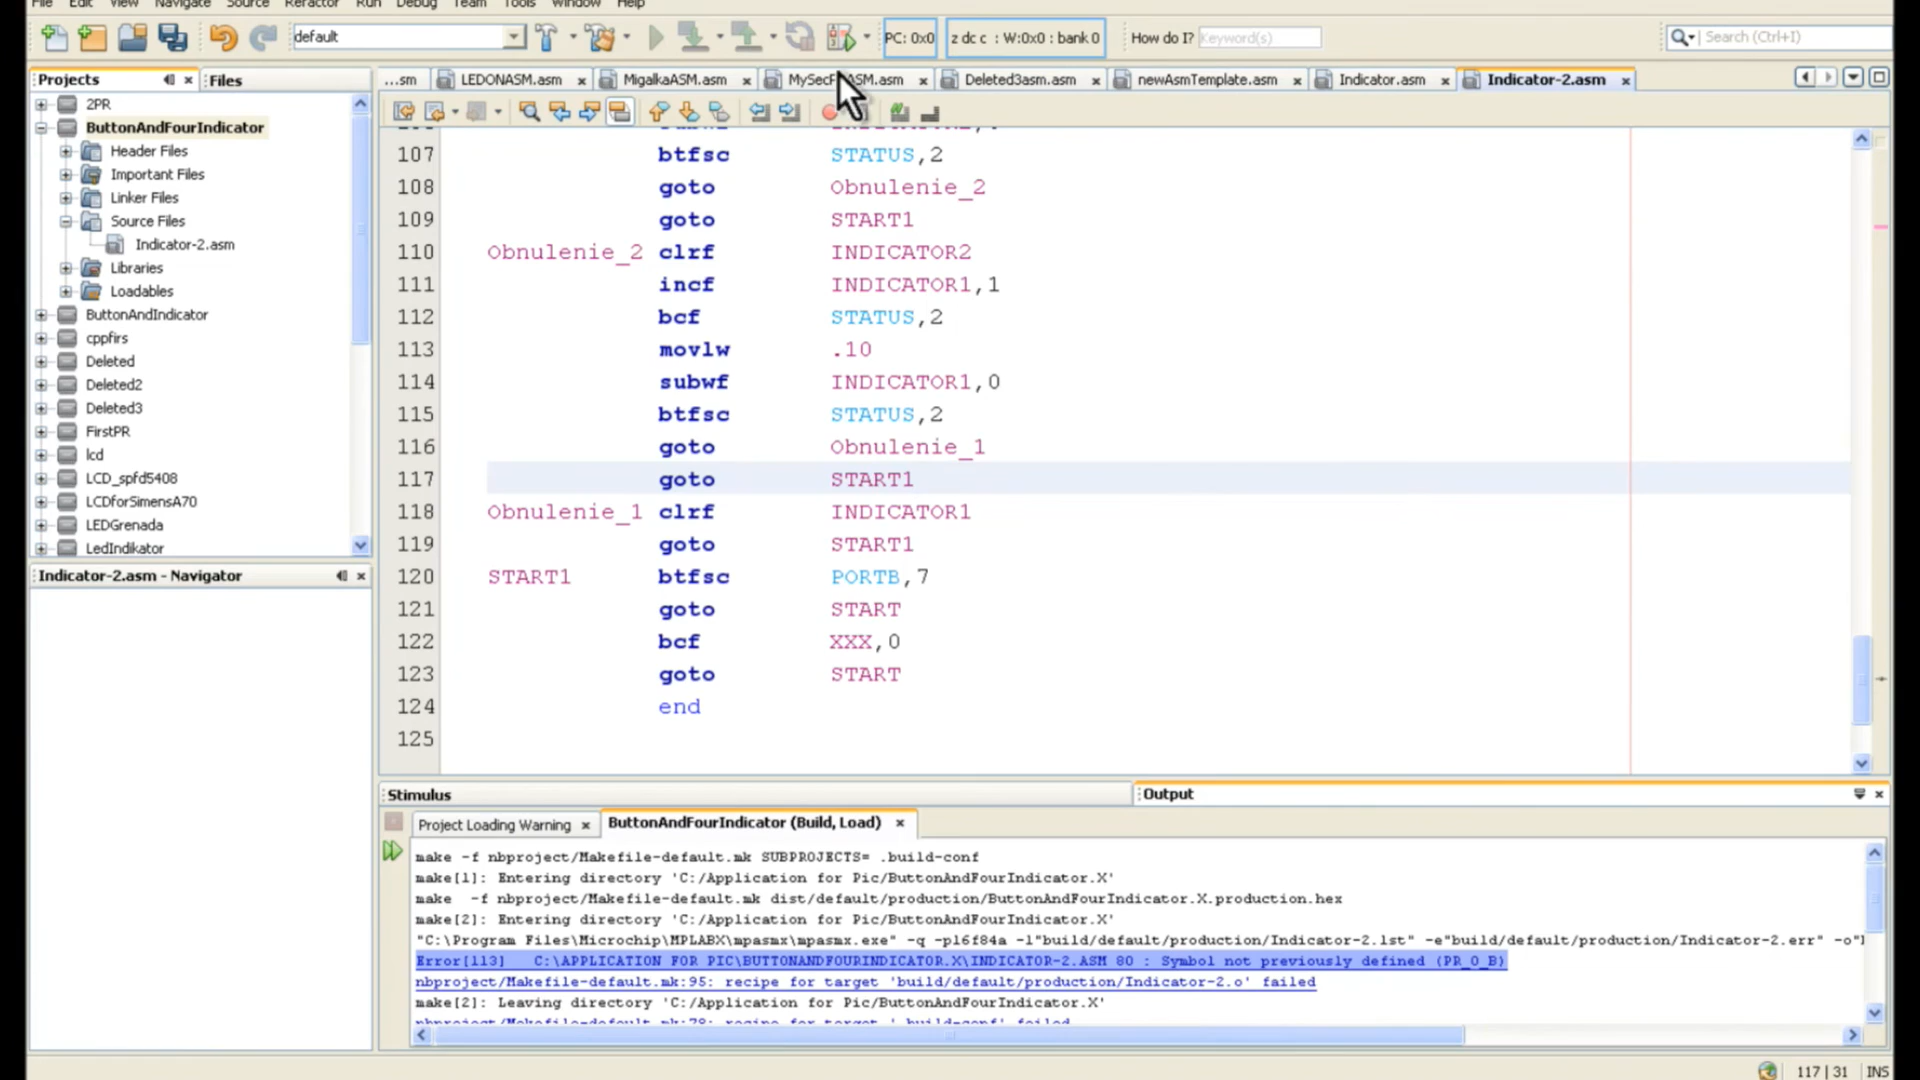 File Edit View Navigate Source Refactor Run Debug Team Tools Window Help
default
PC: 0x0
z dc c : W:0x0 : bank 0
How do I?
Keyword(s)
Search (Ctrl+I)
Projects
Files
...sm
LEDONASM.asm
MigalkaASM.asm
Deleted3asm.asm
newAsmTemplate.asm
Indicator.asm
Indicator-2.asm
2PR
ButtonAndFourIndicator
Header Files
Important Files
Linker Files
Source Files
Indicator-2.asm
Libraries
Loadables
ButtonAndIndicator
cppfirs
Deleted
Deleted2
Deleted3
FirstPR
lcd
LCD_spfd5408
LCDforSimensA70
LEDGrenada
LedIndikator
Indicator-2.asm - Navigator
107 btfsc STATUS,2
108 goto Obnulenie_2
109 goto START1
110 Obnulenie_2 clrf INDICATOR2
111 incf INDICATOR1,1
112 bcf STATUS,2
113 movlw .10
114 subwf INDICATOR1,0
115 btfsc STATUS,2
116 goto Obnulenie_1
117 goto START1
118 Obnulenie_1 clrf INDICATOR1
119 goto START1
120 START1 btfsc PORTB,7
121 goto START
122 bcf XXX,0
123 goto START
124 end
125
Stimulus
Output
Project Loading Warning
ButtonAndFourIndicator (Build, Load)
make -f nbproject/Makefile-default.mk SUBPROJECTS= .build-conf
make[1]: Entering directory 'C:/Application for Pic/ButtonAndFourIndicator.X'
make  -f nbproject/Makefile-default.mk dist/default/production/ButtonAndFourIndicator.X.production.hex
make[2]: Entering directory 'C:/Application for Pic/ButtonAndFourIndicator.X'
"C:\Program Files\Microchip\MPLABX\mpasmx\mpasmx.exe" -q -p16f84a -l"build/default/production/Indicator-2.lst" -e"build/default/production/Indicator-2.err" -o"
Error[113]   C:\APPLICATION FOR PIC\BUTTONANDFOURINDICATOR.X\INDICATOR-2.ASM 80 : Symbol not previously defined (PR_0_B)
nbproject/Makefile-default.mk:95: recipe for target 'build/default/production/Indicator-2.o' failed
make[2]: Leaving directory 'C:/Application for Pic/ButtonAndFourIndicator.X'
nbproject/Makefile-default.mk:78: recipe for target '.build-conf' failed
117 | 31 INS